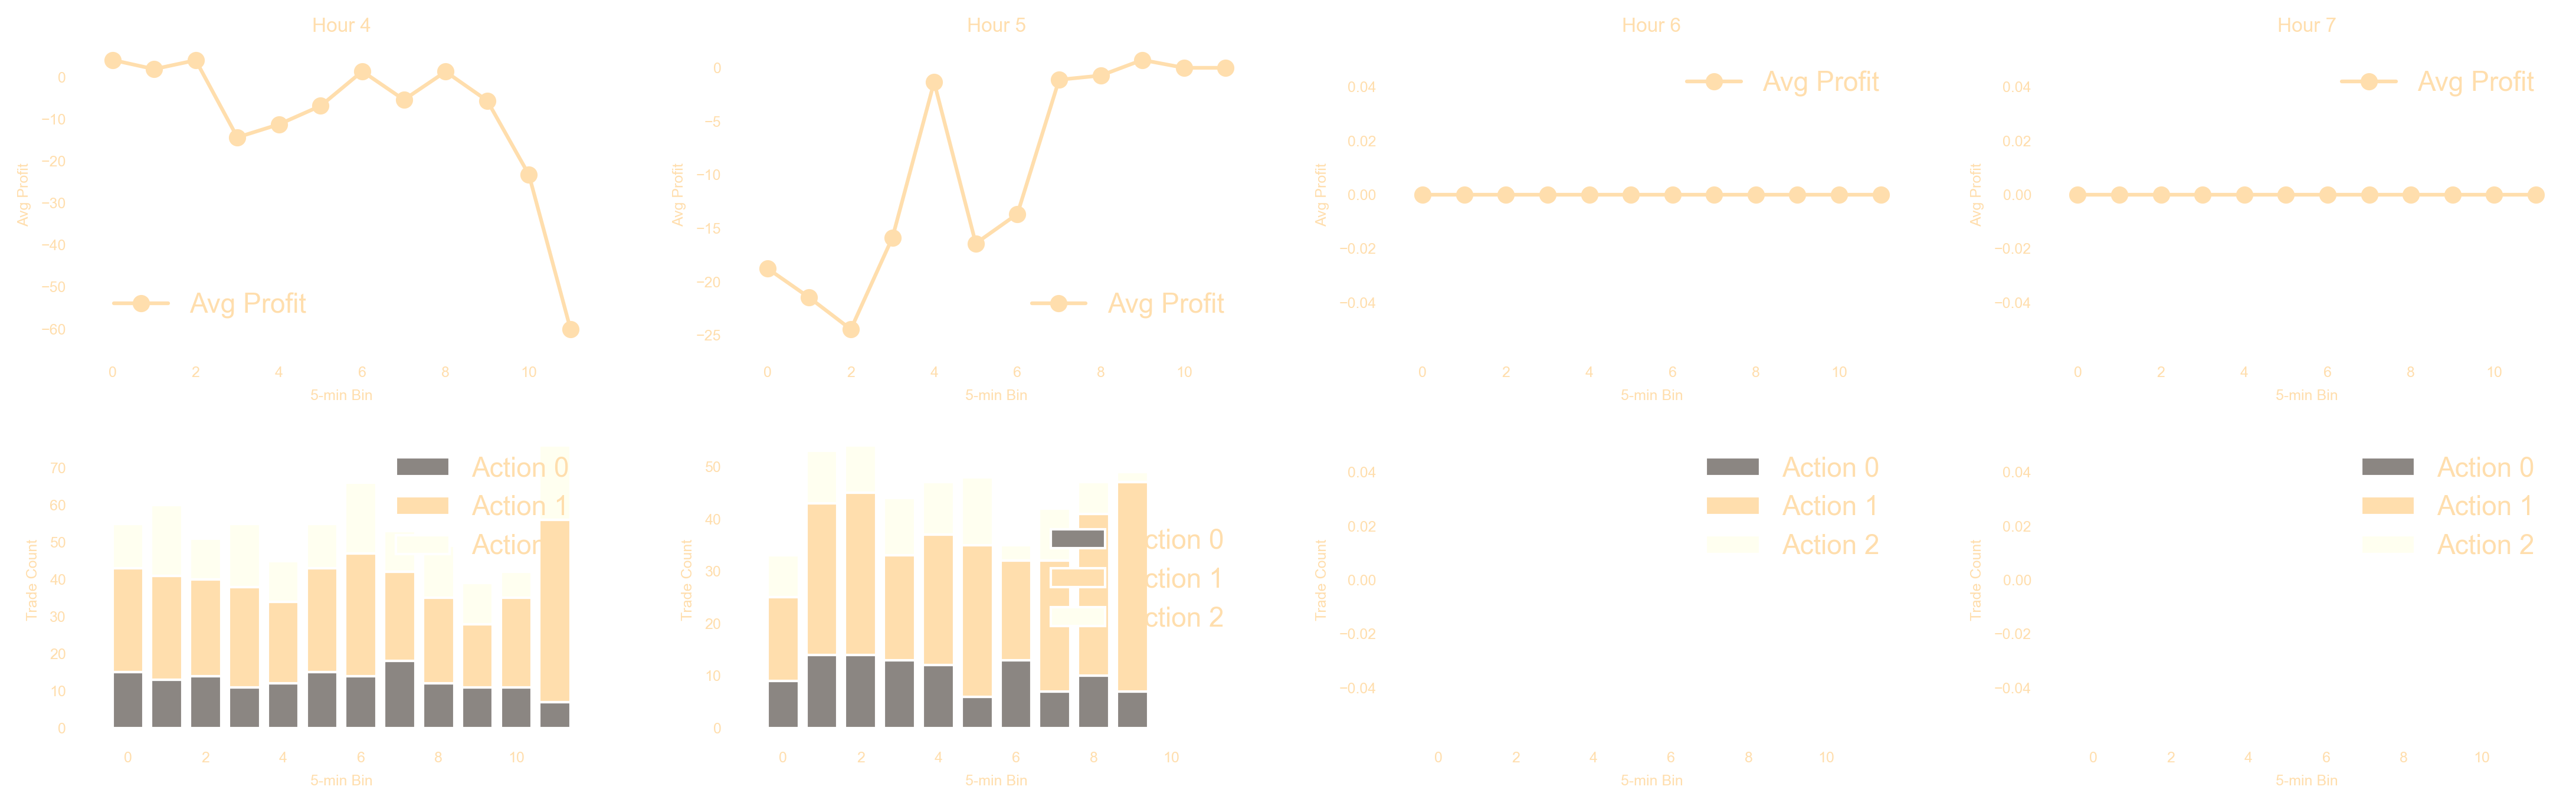 Hour 4
Avg Profit
0
−10
−20
−30
−40
−50
−60
Avg Profit
0 2 4 6 8 10
5-min Bin
Hour 5
Avg Profit
0
−5
−10
−15
−20
−25
Avg Profit
0 2 4 6 8 10
5-min Bin
Hour 6
Avg Profit
0.04
0.02
0.00
−0.02
−0.04
Avg Profit
0 2 4 6 8 10
5-min Bin
Hour 7
Avg Profit
0.04
0.02
0.00
−0.02
−0.04
Avg Profit
0 2 4 6 8 10
5-min Bin
Trade Count
70
60
50
40
30
20
10
0
Action 0
Action 1
Action
0 2 4 6 8 10
5-min Bin
Trade Count
50
40
30
20
10
0
ction 0
ction 1
ction 2
0 2 4 6 8 10
5-min Bin
Trade Count
0.04
0.02
0.00
−0.02
−0.04
Action 0
Action 1
Action 2
0 2 4 6 8 10
5-min Bin
Trade Count
0.04
0.02
0.00
−0.02
−0.04
Action 0
Action 1
Action 2
0 2 4 6 8 10
5-min Bin